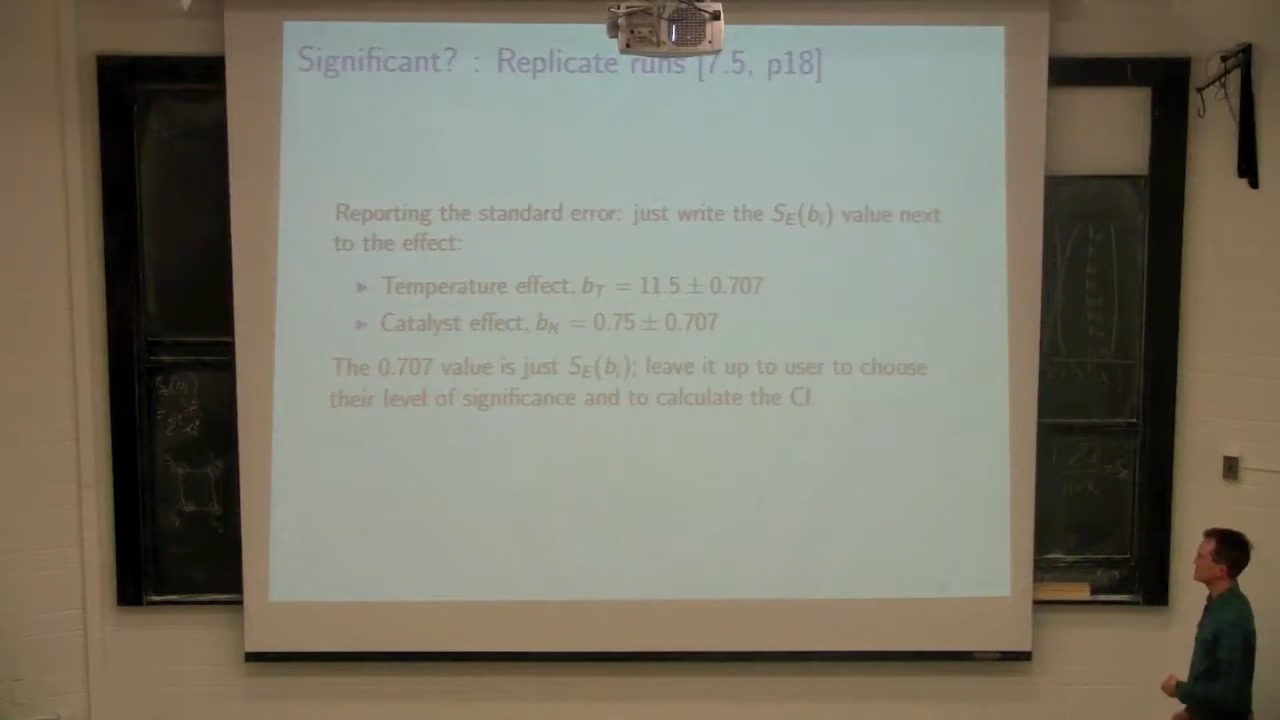 Significant? : Replicate runs [7.5, p18]
Reporting the standard error: just write the S_E(b_i) value next
to the effect:
► Temperature effect, b_T = 11.5 ± 0.707
► Catalyst effect, b_K = 0.75 ± 0.707
The 0.707 value is just S_E(b_i); leave it up to user to choose
their level of significance and to calculate the CI